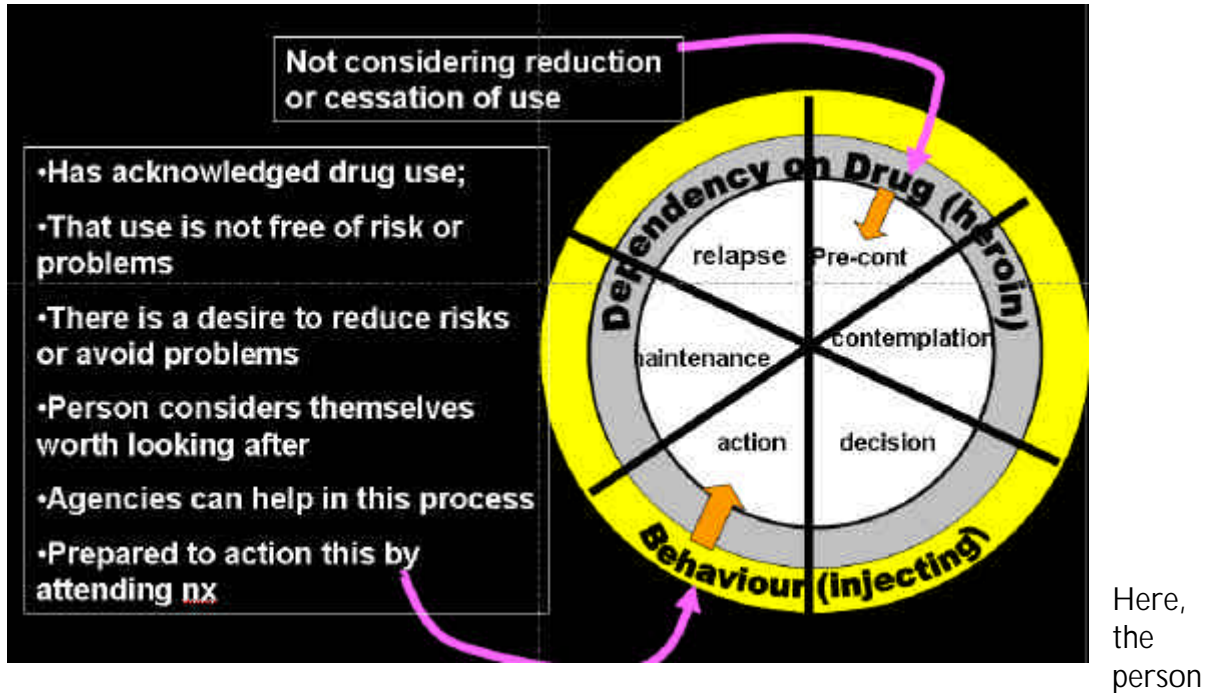 Not considering reduction
or cessation of use
•Has acknowledged drug use;
•That use is not free of risk or
problems
•There is a desire to reduce risks
or avoid problems
•Person considers themselves
worth looking after
•Agencies can help in this process
•Prepared to action this by
attending nx
Dependency on Drug (heroin)
relapse
Pre-cont
contemplation
maintenance
action
decision
Behaviour (injecting)
Here,
the
person